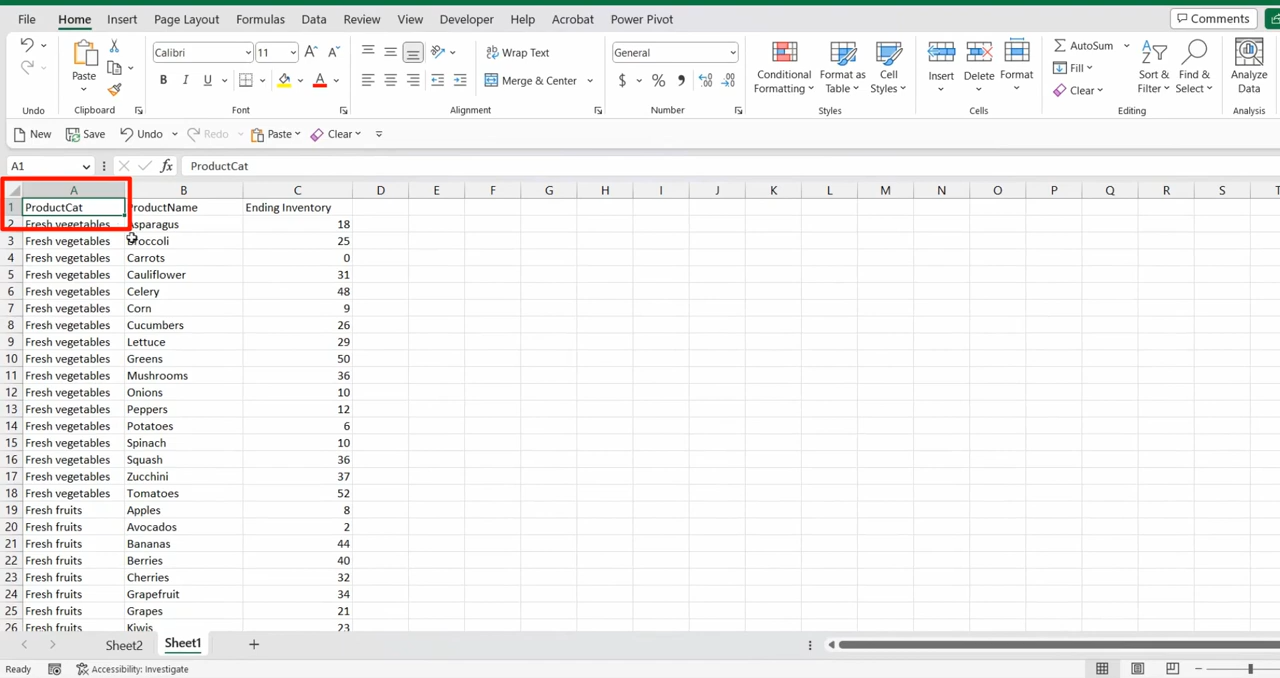 File Home Insert Page Layout Formulas Data Review View Developer Help Acrobat Power Pivot Comments
Calibri 11 Wrap Text General AutoSum
Paste B I U Merge & Center $ % Conditional Formatting Format as Table Cell Styles Insert Delete Format Fill Clear Sort & Filter Find & Select Analyze Data
Undo Clipboard Font Alignment Number Styles Cells Editing Analysis
New Save Undo Redo Paste Clear
A1 fx ProductCat
A B C D E F G H I J K L M N O P Q R S T
1 ProductCat ProductName Ending Inventory
2 Fresh vegetables Asparagus 18
3 Fresh vegetables Broccoli 25
4 Fresh vegetables Carrots 0
5 Fresh vegetables Cauliflower 31
6 Fresh vegetables Celery 48
7 Fresh vegetables Corn 9
8 Fresh vegetables Cucumbers 26
9 Fresh vegetables Lettuce 29
10 Fresh vegetables Greens 50
11 Fresh vegetables Mushrooms 36
12 Fresh vegetables Onions 10
13 Fresh vegetables Peppers 12
14 Fresh vegetables Potatoes 6
15 Fresh vegetables Spinach 10
16 Fresh vegetables Squash 36
17 Fresh vegetables Zucchini 37
18 Fresh vegetables Tomatoes 52
19 Fresh fruits Apples 8
20 Fresh fruits Avocados 2
21 Fresh fruits Bananas 44
22 Fresh fruits Berries 40
23 Fresh fruits Cherries 32
24 Fresh fruits Grapefruit 34
25 Fresh fruits Grapes 21
26 Fresh fruits Kiwis 23
Sheet2 Sheet1
Ready Accessibility: Investigate